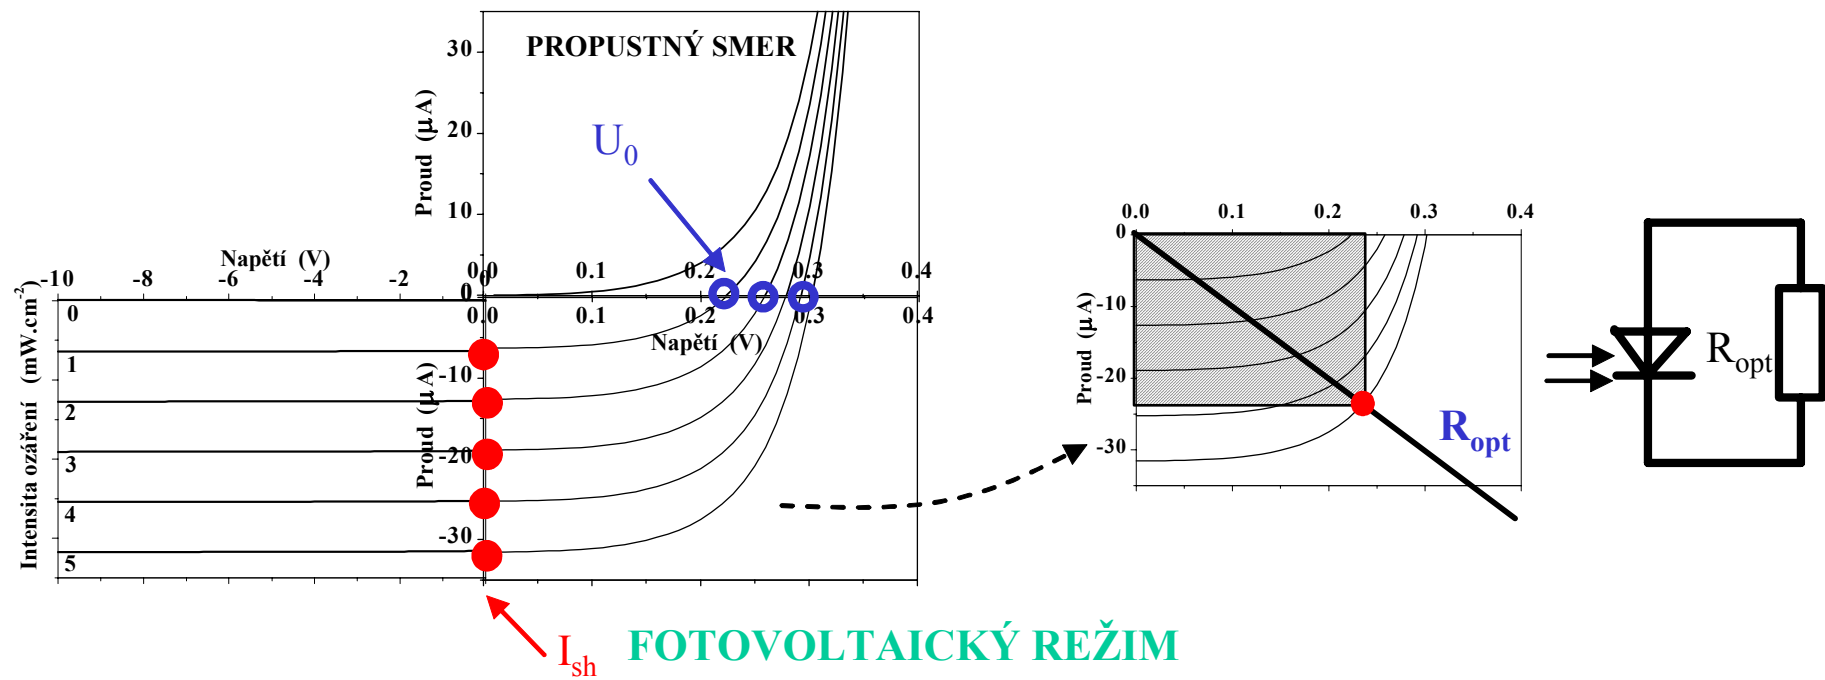 PROPUSTNÝ SMER
30
20
10
0
Proud (μA)
U0
Napětí (V)
-10 -8 -6 -4 -2 0
0.0 0.1 0.2 0.3 0.4
0.0 0.1 0.2 0.3 0.4
Napětí (V)
0
1
2
3
4
5
Intensita ozáření (mW.cm-2)
-10
-20
-30
Proud (μA)
Ish
FOTOVOLTAICKÝ REŽIM
0.0 0.1 0.2 0.3 0.4
0
-10
-20
-30
Proud (μA)
Ropt
Ropt